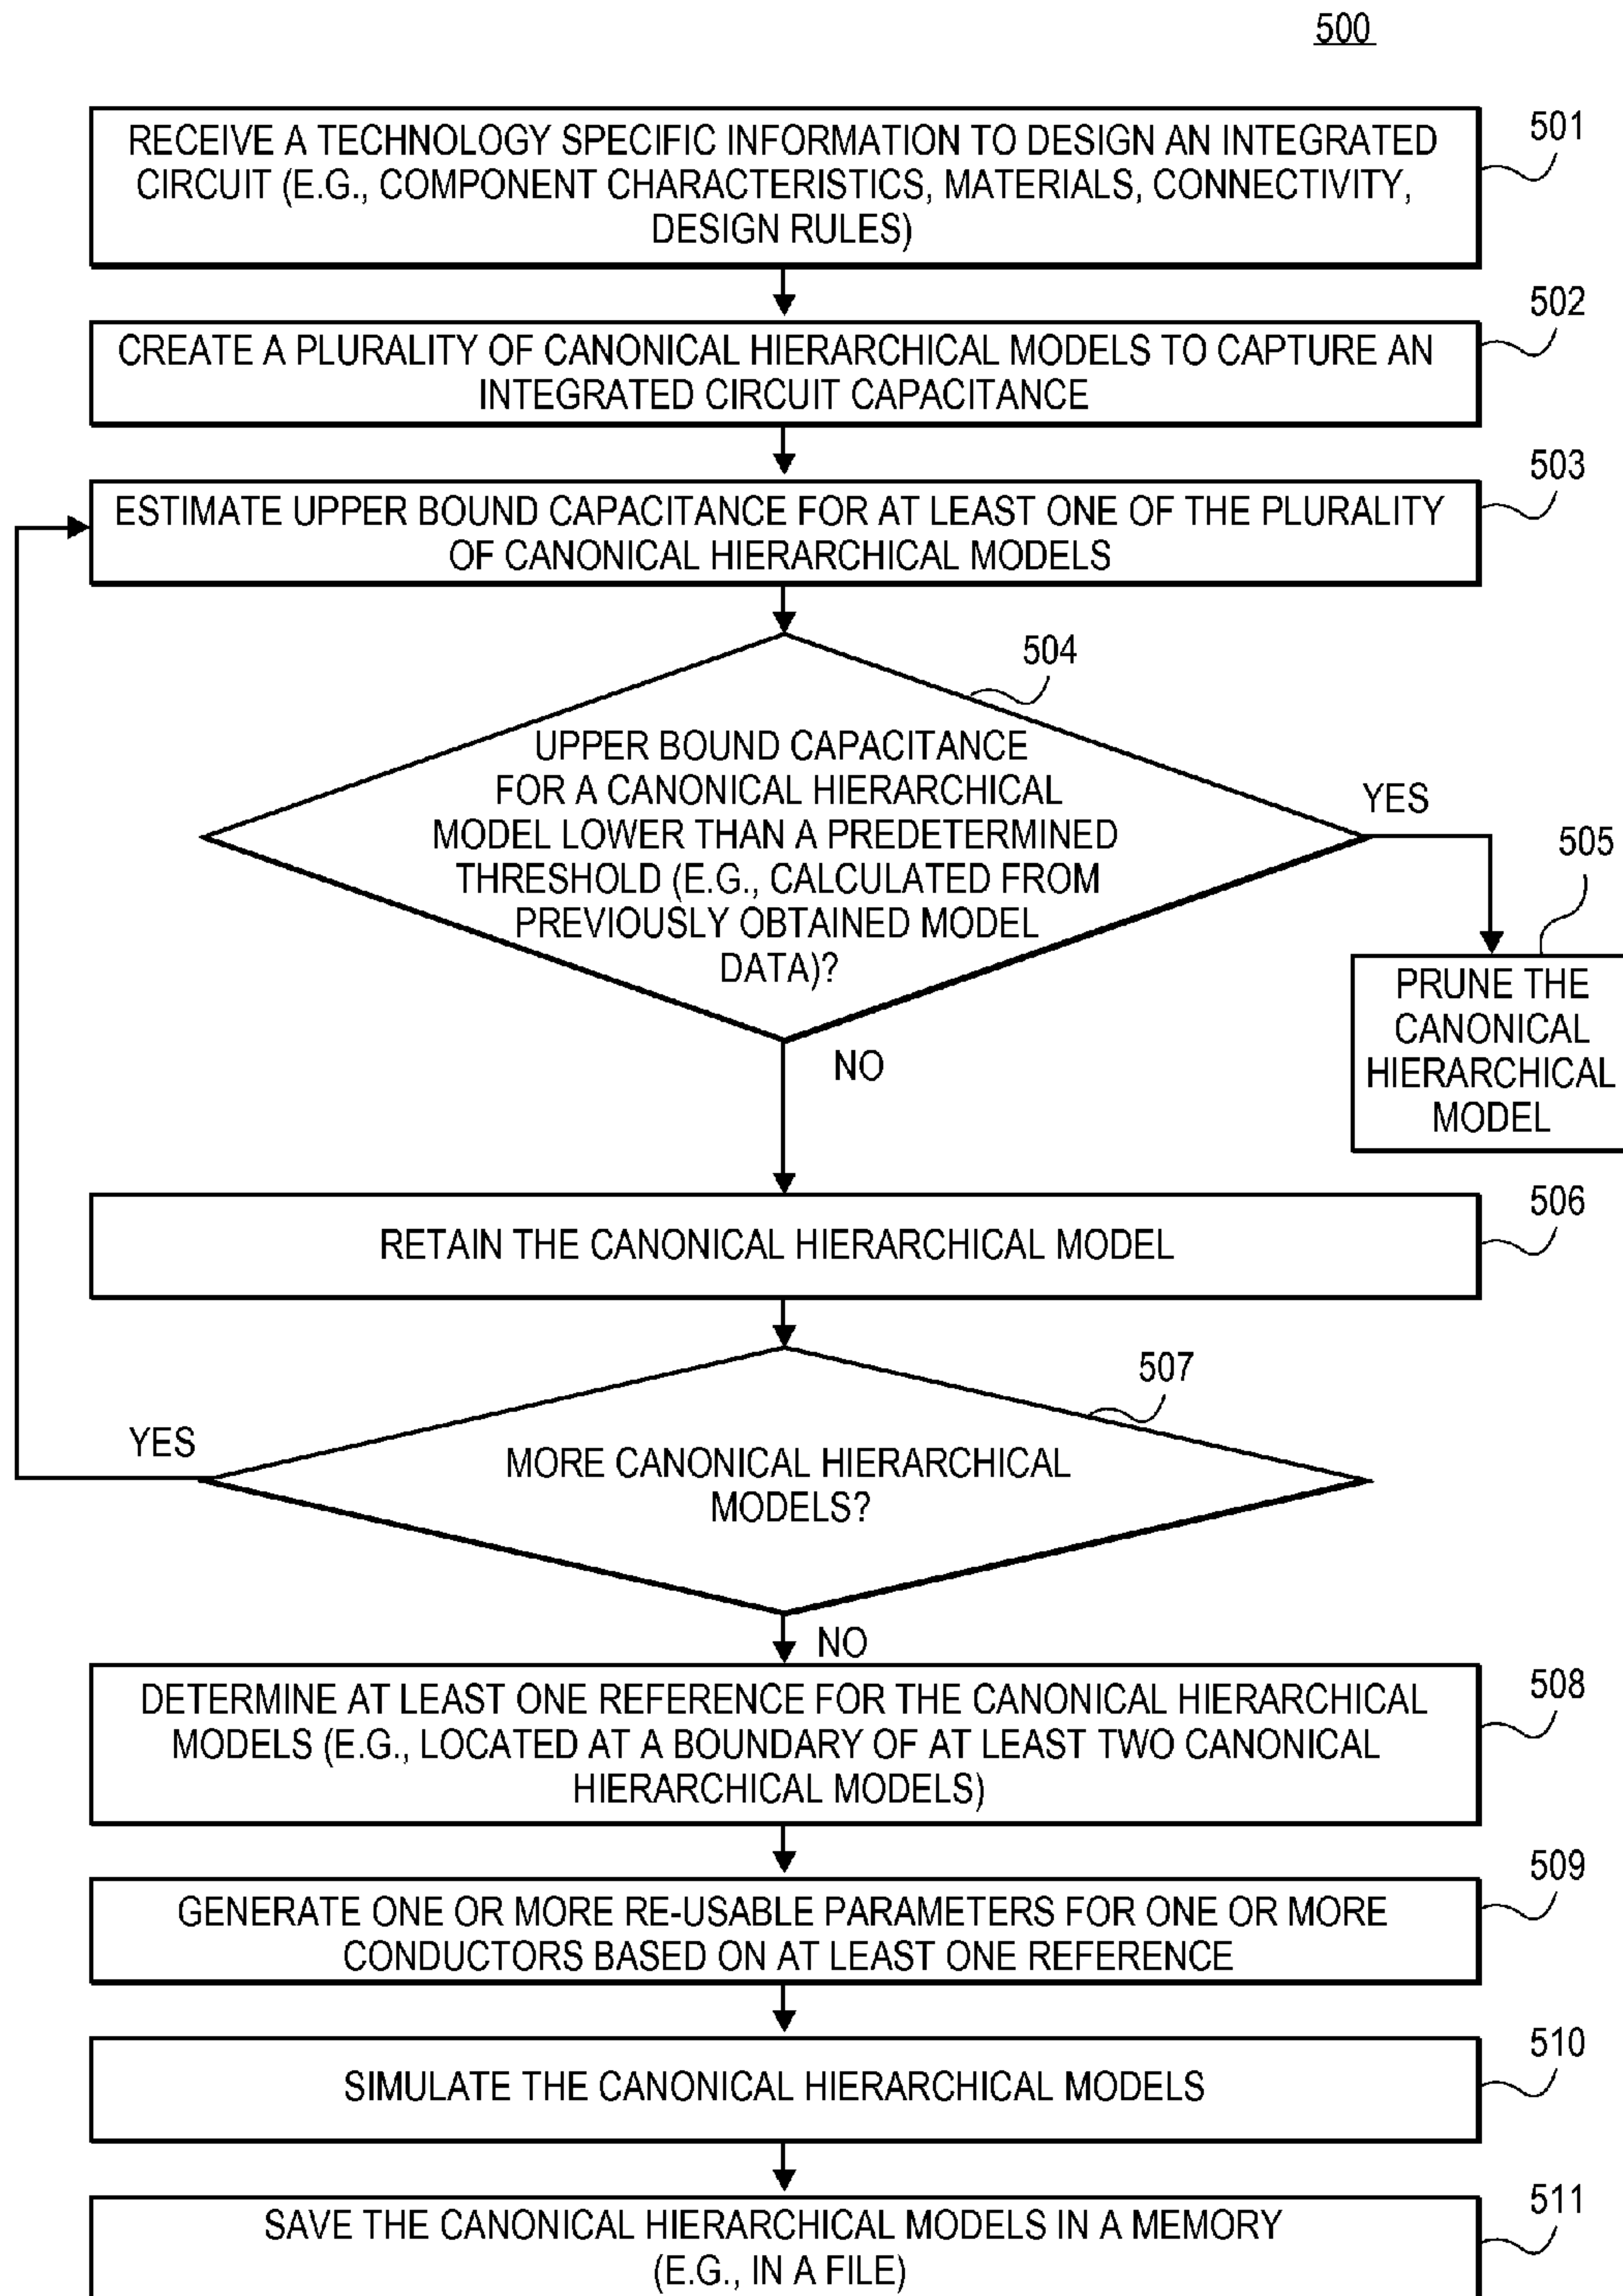 500
RECEIVE A TECHNOLOGY SPECIFIC INFORMATION TO DESIGN AN INTEGRATED
CIRCUIT (E.G., COMPONENT CHARACTERISTICS, MATERIALS, CONNECTIVITY,
DESIGN RULES)
501
CREATE A PLURALITY OF CANONICAL HIERARCHICAL MODELS TO CAPTURE AN
INTEGRATED CIRCUIT CAPACITANCE
502
ESTIMATE UPPER BOUND CAPACITANCE FOR AT LEAST ONE OF THE PLURALITY
OF CANONICAL HIERARCHICAL MODELS
503
504
UPPER BOUND CAPACITANCE
FOR A CANONICAL HIERARCHICAL
MODEL LOWER THAN A PREDETERMINED
THRESHOLD (E.G., CALCULATED FROM
PREVIOUSLY OBTAINED MODEL
DATA)?
YES
505
PRUNE THE
CANONICAL
HIERARCHICAL
MODEL
NO
RETAIN THE CANONICAL HIERARCHICAL MODEL
506
507
YES
MORE CANONICAL HIERARCHICAL
MODELS?
NO
DETERMINE AT LEAST ONE REFERENCE FOR THE CANONICAL HIERARCHICAL
MODELS (E.G., LOCATED AT A BOUNDARY OF AT LEAST TWO CANONICAL
HIERARCHICAL MODELS)
508
GENERATE ONE OR MORE RE-USABLE PARAMETERS FOR ONE OR MORE
CONDUCTORS BASED ON AT LEAST ONE REFERENCE
509
SIMULATE THE CANONICAL HIERARCHICAL MODELS
510
SAVE THE CANONICAL HIERARCHICAL MODELS IN A MEMORY
(E.G., IN A FILE)
511